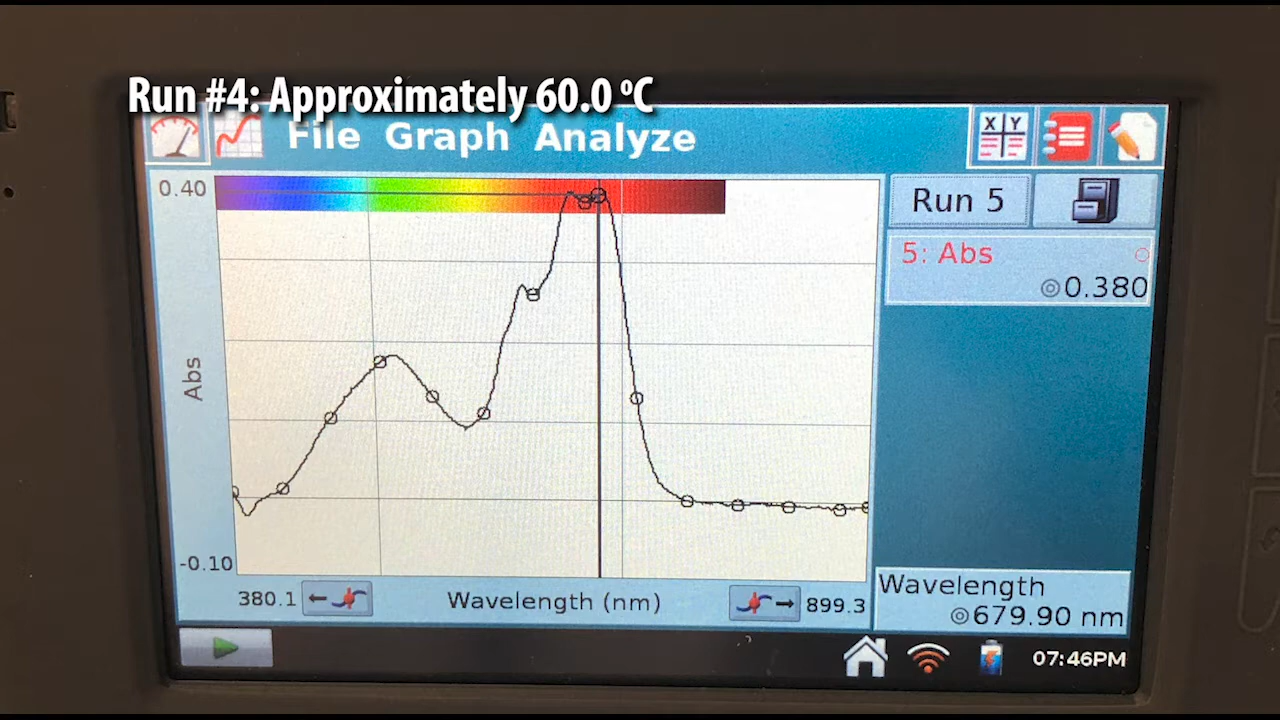 Run #4: Approximately 60.0 ºC
File Graph Analyze
X Y
0.40
Run 5
5: Abs
0.380
Abs
-0.10
380.1
Wavelength (nm)
899.3
Wavelength
679.90 nm
07:46PM